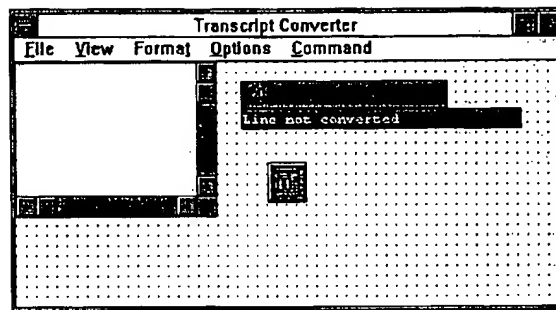 Transcript Converter
File View Format Options Command
Line not converted